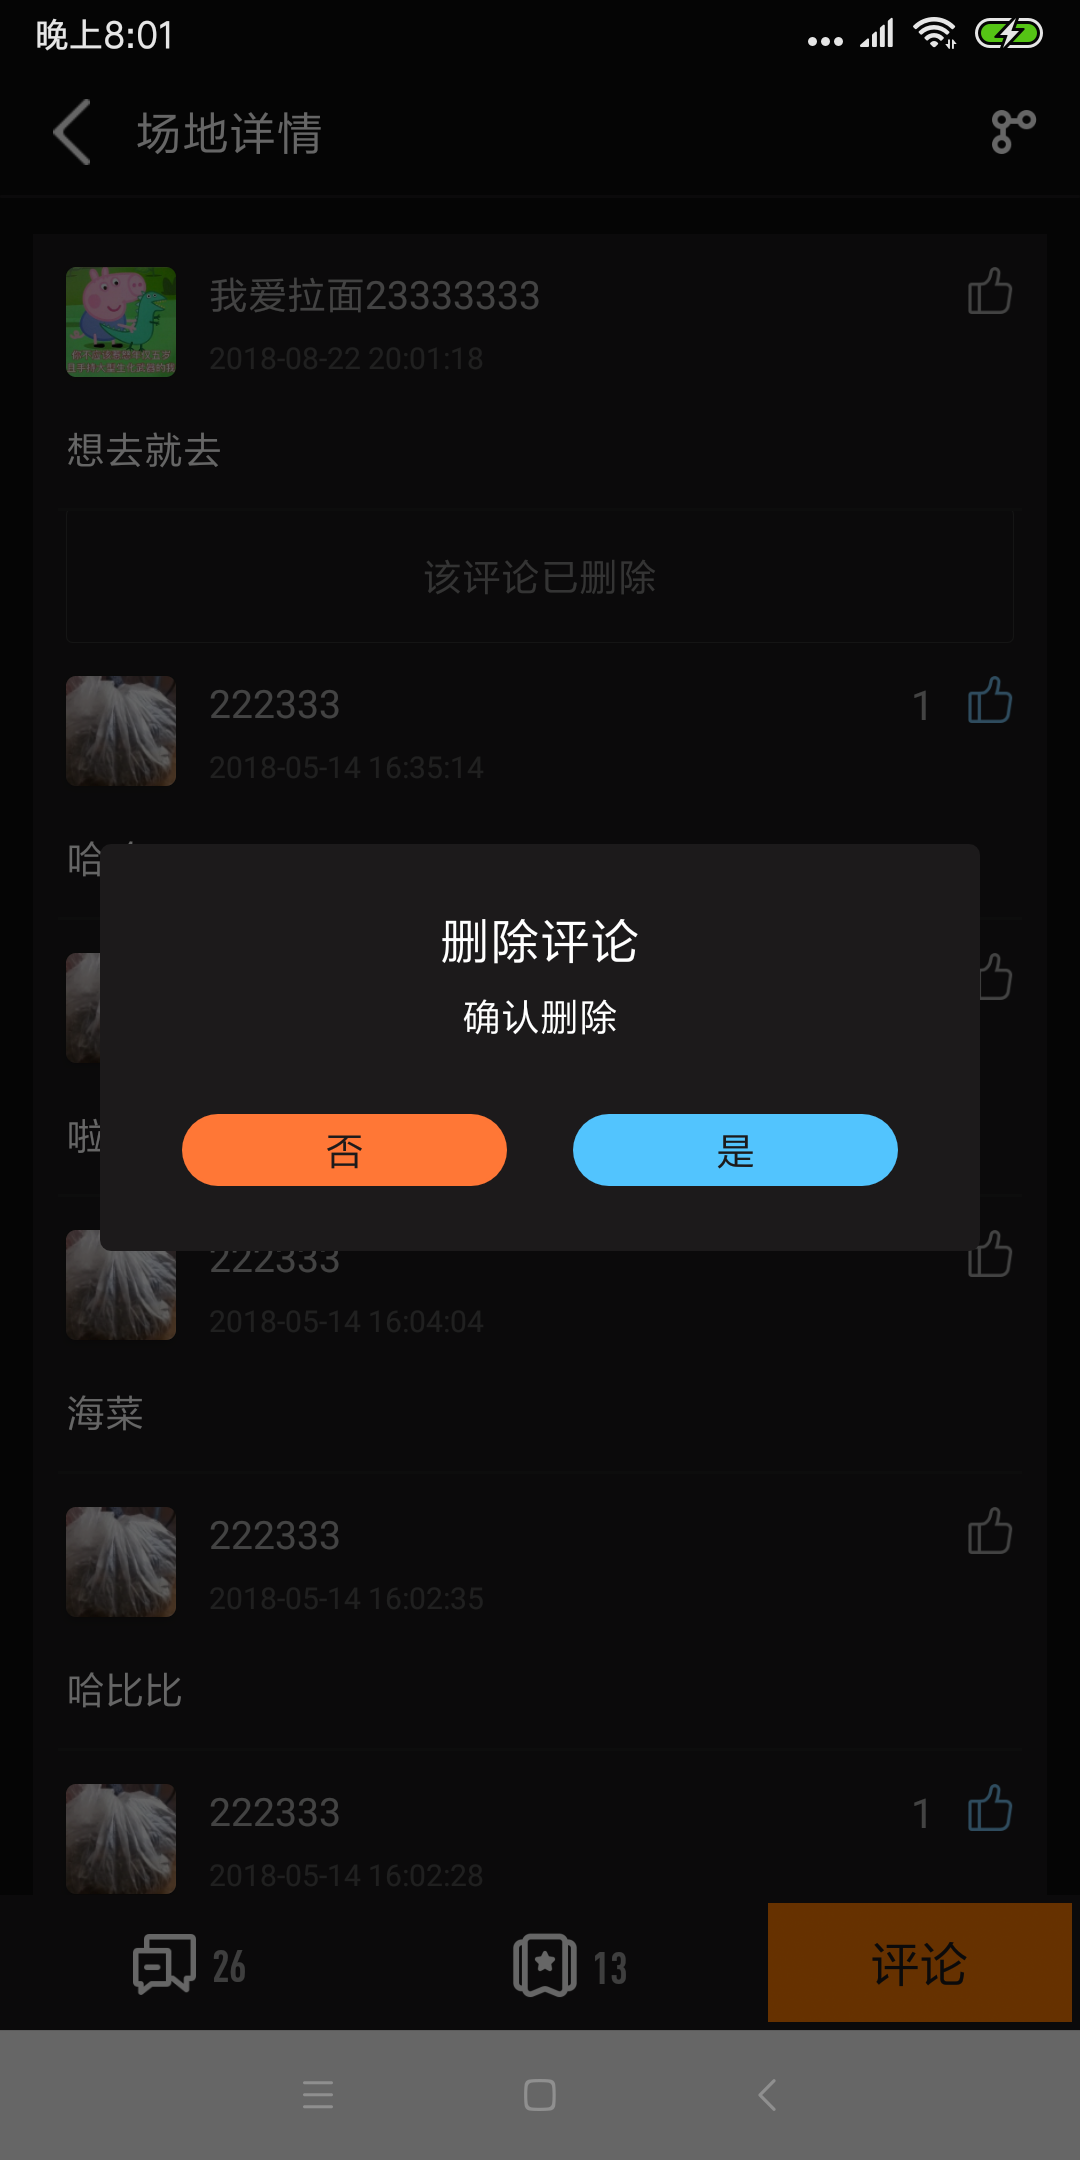 晚上8:01
场地详情
我爱拉面23333333
2018-08-22 20:01:18
想去就去
该评论已删除
222333
1
2018-05-14 16:35:14
哈
删除评论
确认删除
啦
否
是
222333
2018-05-14 16:04:04
海菜
222333
2018-05-14 16:02:35
哈比比
222333
1
2018-05-14 16:02:28
26
13
评论